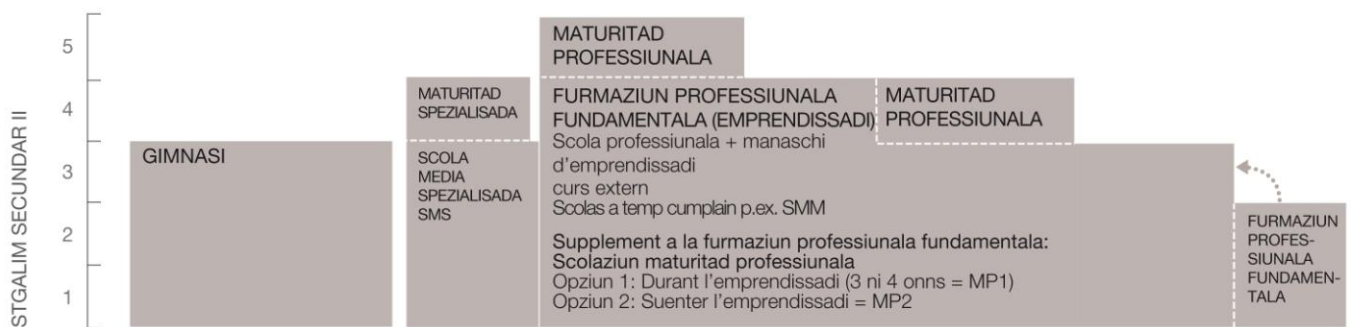 STGALIM SECUNDAR II
5
4
3
2
1
GIMNASI
MATURITAD
SPEZIALISADA
SCOLA
MEDIA
SPEZIALISADA
SMS
MATURITAD
PROFESSIUNALA
FURMAZIUN PROFESSIUNALA
FUNDAMENTALA (EMPRENDISSADI)
Scola professiunala + manaschi
d'emprendissadi
curs extern
Scolas a temp cumplain p.ex. SMM
Supplement a la furmaziun professiunala fundamentala:
Scolaziun maturitad professiunala
Opziun 1: Durant l'emprendissadi (3 ni 4 onns = MP1)
Opziun 2: Suenter l'emprendissadi = MP2
MATURITAD
PROFESSIUNALA
FURMAZIUN
PROFES-
SIUNALA
FUNDAMEN-
TALA